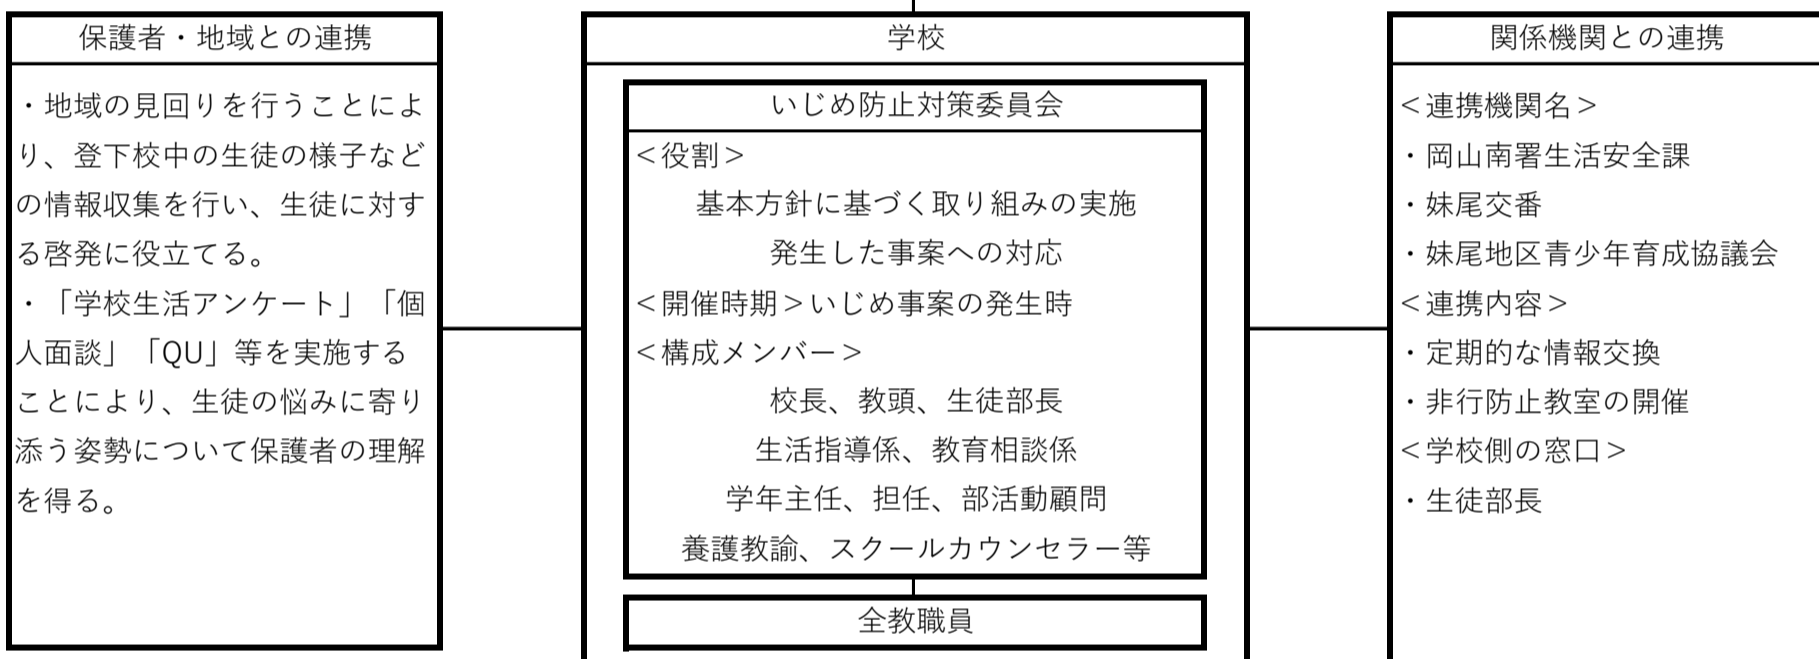 保護者・地域との連携
・地域の見回りを行うことによ
り、登下校中の生徒の様子など
の情報収集を行い、生徒に対す
る啓発に役立てる。
・「学校生活アンケート」「個
人面談」「QU」等を実施する
ことにより、生徒の悩みに寄り
添う姿勢について保護者の理解
を得る。
学校
いじめ防止対策委員会
＜役割＞
基本方針に基づく取り組みの実施
発生した事案への対応
＜開催時期＞いじめ事案の発生時
＜構成メンバー＞
校長、教頭、生徒部長
生活指導係、教育相談係
学年主任、担任、部活動顧問
養護教諭、スクールカウンセラー等
全教職員
関係機関との連携
＜連携機関名＞
・岡山南署生活安全課
・妹尾交番
・妹尾地区青少年育成協議会
＜連携内容＞
・定期的な情報交換
・非行防止教室の開催
＜学校側の窓口＞
・生徒部長